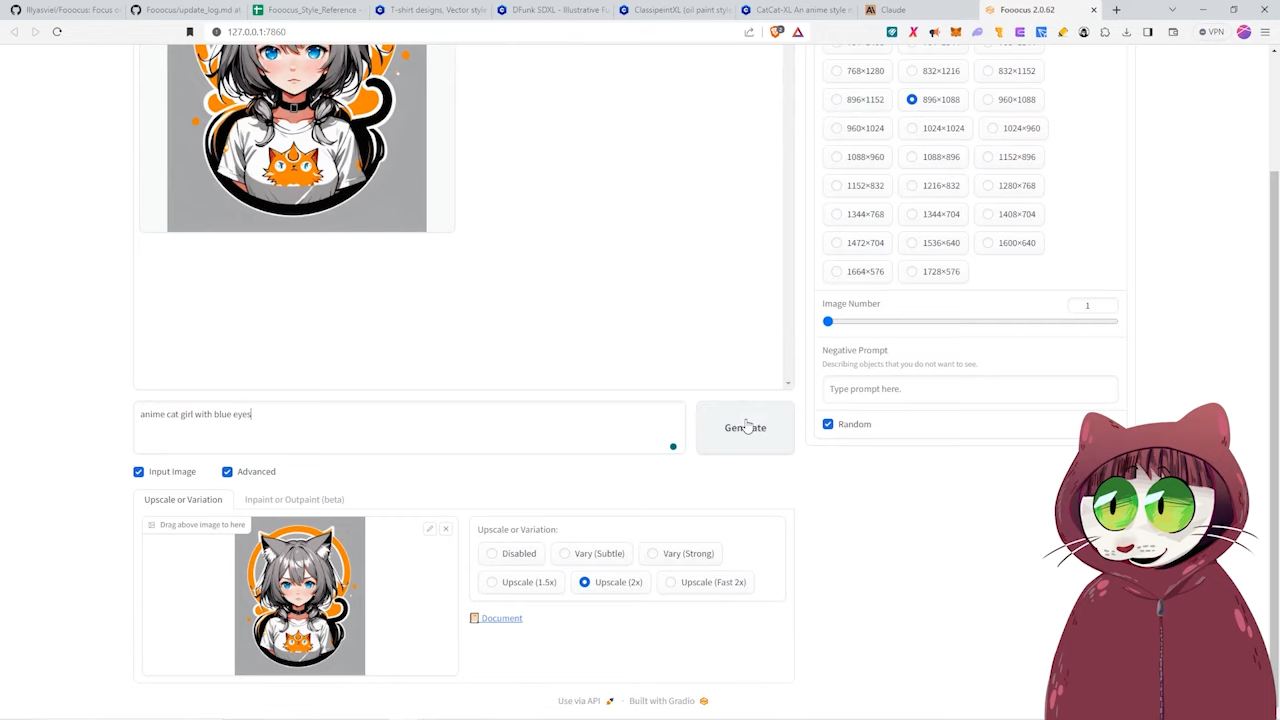 Illyasviel/Fooocus: Focus o
Fooocus/update_log.md at
Fooocus_Style_Reference -
T-shirt designs, Vector style
DFunk SDXL - Illustrative Fu
ClassipeintXL (oil paint style
CatCat-XL An anime style m
Claude
Fooocus 2.0.62
127.0.0.1:7860
VPN
768×1280
832×1216
832×1152
896×1152
896×1088
960×1088
960×1024
1024×1024
1024×960
1088×960
1088×896
1152×896
1152×832
1216×832
1280×768
1344×768
1344×704
1408×704
1472×704
1536×640
1600×640
1664×576
1728×576
Image Number
1
Negative Prompt
Describing objects that you do not want to see.
Type prompt here.
Random
anime cat girl with blue eyes
Generate
Input Image
Advanced
Upscale or Variation
Inpaint or Outpaint (beta)
Drag above image to here
Upscale or Variation:
Disabled
Vary (Subtle)
Vary (Strong)
Upscale (1.5x)
Upscale (2x)
Upscale (Fast 2x)
Document
Use via API
·
Built with Gradio